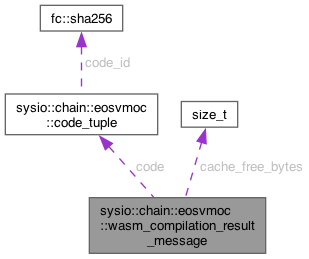 fc::sha256
code_id
sysio::chain::eosvmoc
::code_tuple
size_t
code
cache_free_bytes
sysio::chain::eosvmoc
::wasm_compilation_result
_message